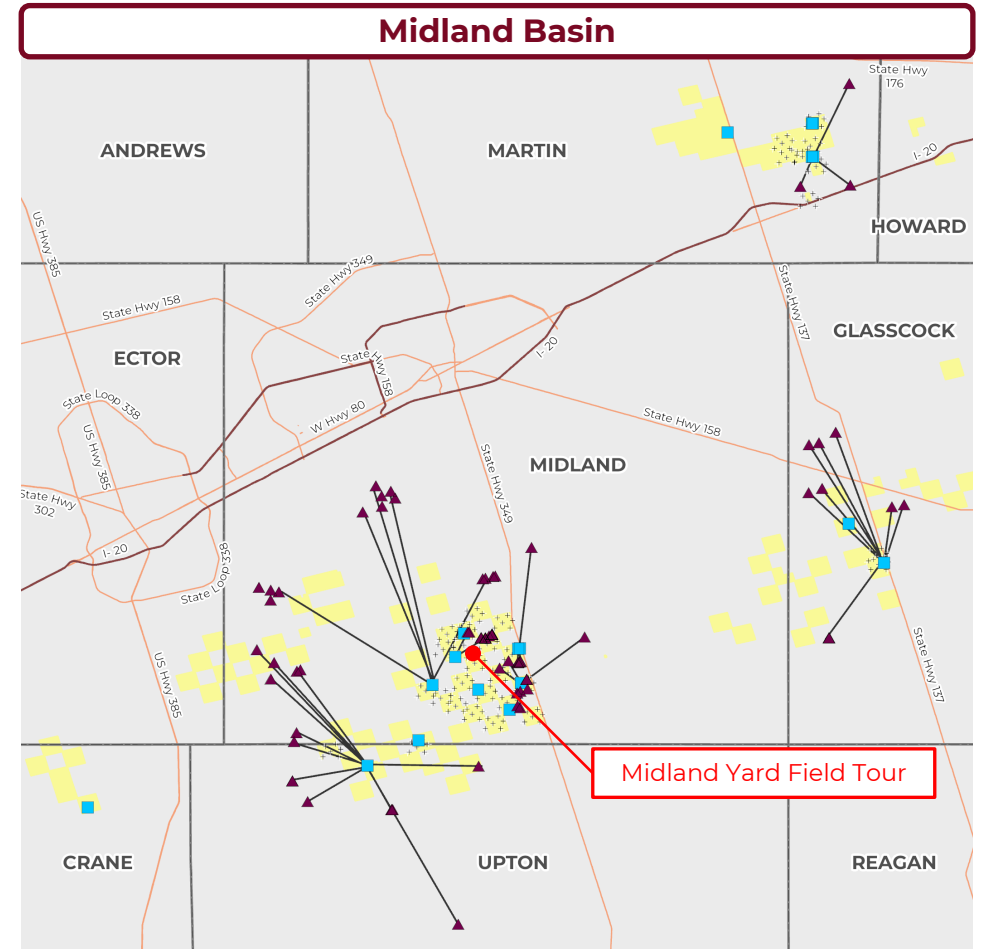 Midland Basin
State Hwy
176
ANDREWS
MARTIN
I- 20
HOWARD
US Hwy 385
State Hwy 349
State Hwy 158
State Hwy 137
GLASSCOCK
I- 20
ECTOR
State Hwy 158
State Loop 338
W Hwy 80
State Hwy 158
US Hwy 385
MIDLAND
State Hwy 349
State Hwy
302
I- 20
State Loop 338
US Hwy 385
State Hwy 137
Midland Yard Field Tour
CRANE
UPTON
REAGAN